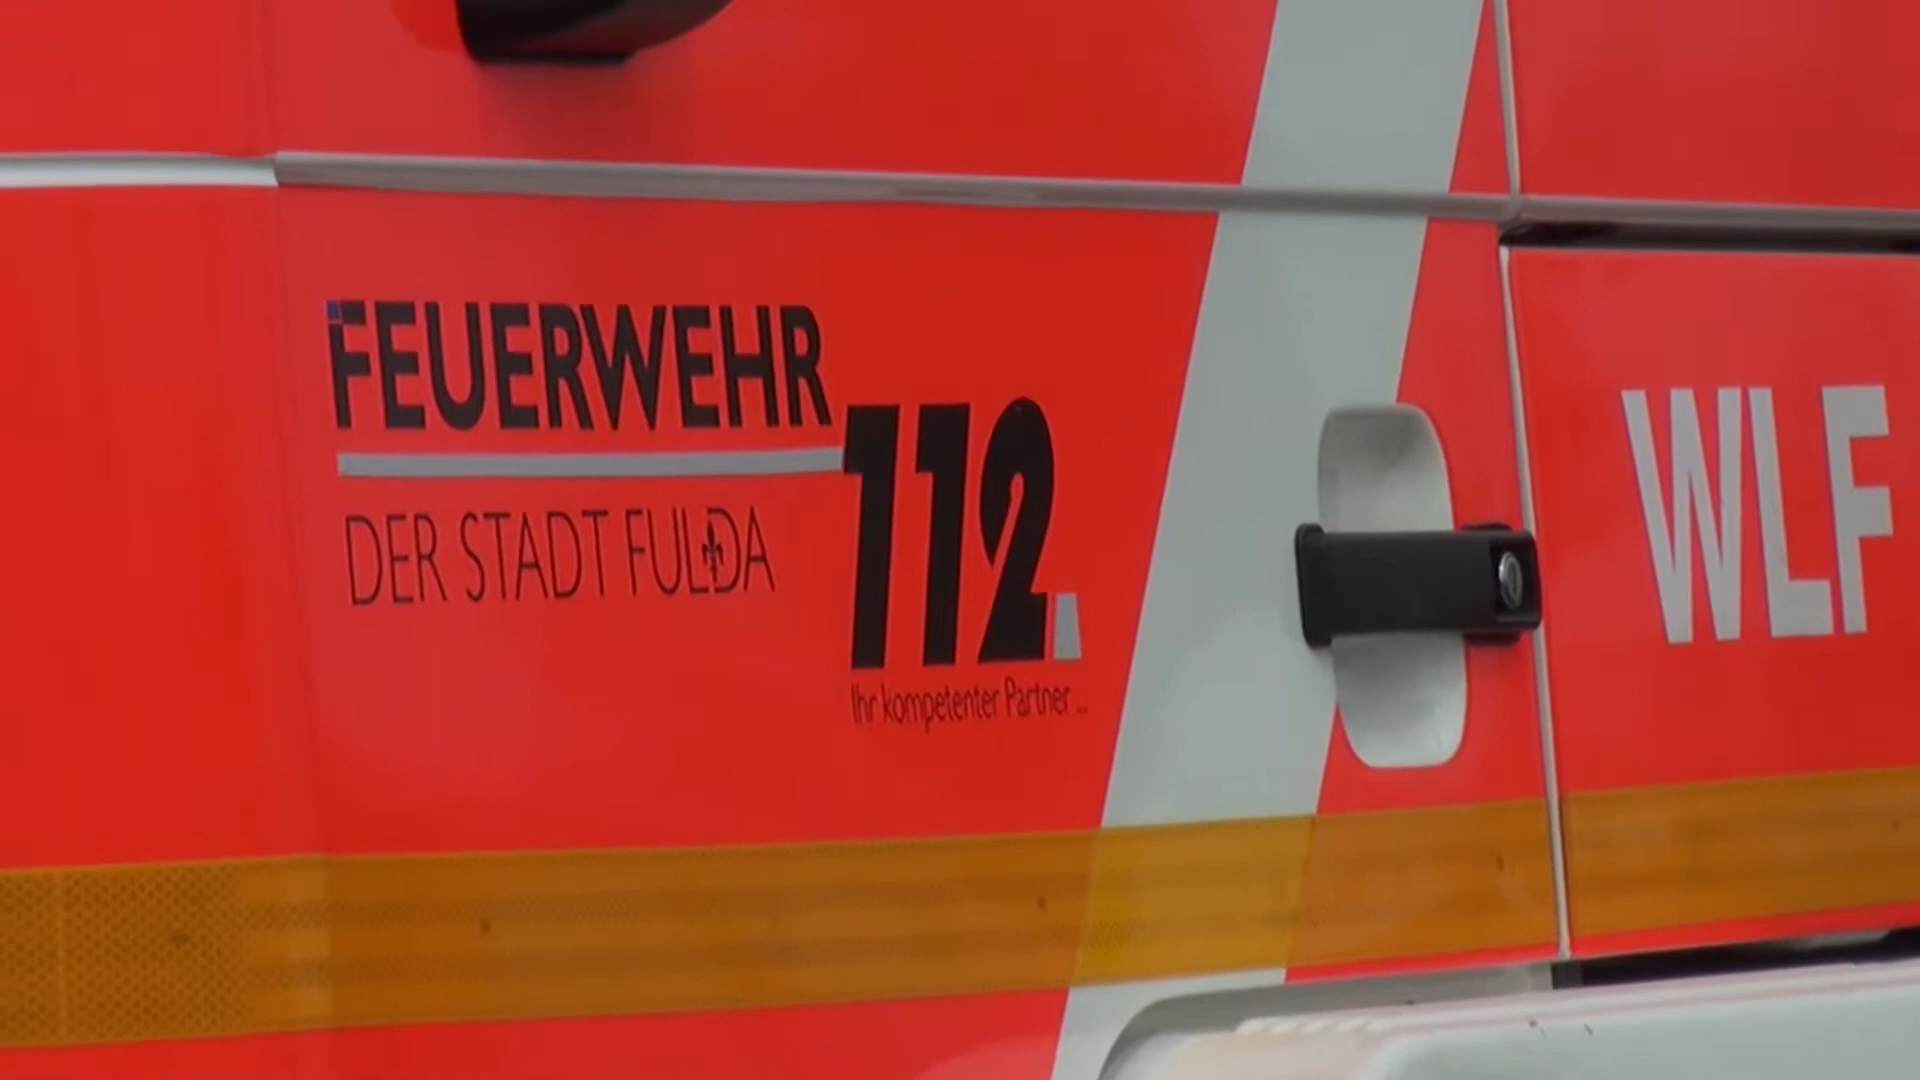 FEUERWEHR
DER STADT FULDA
112.
Ihr kompetenter Partner ...
WLF